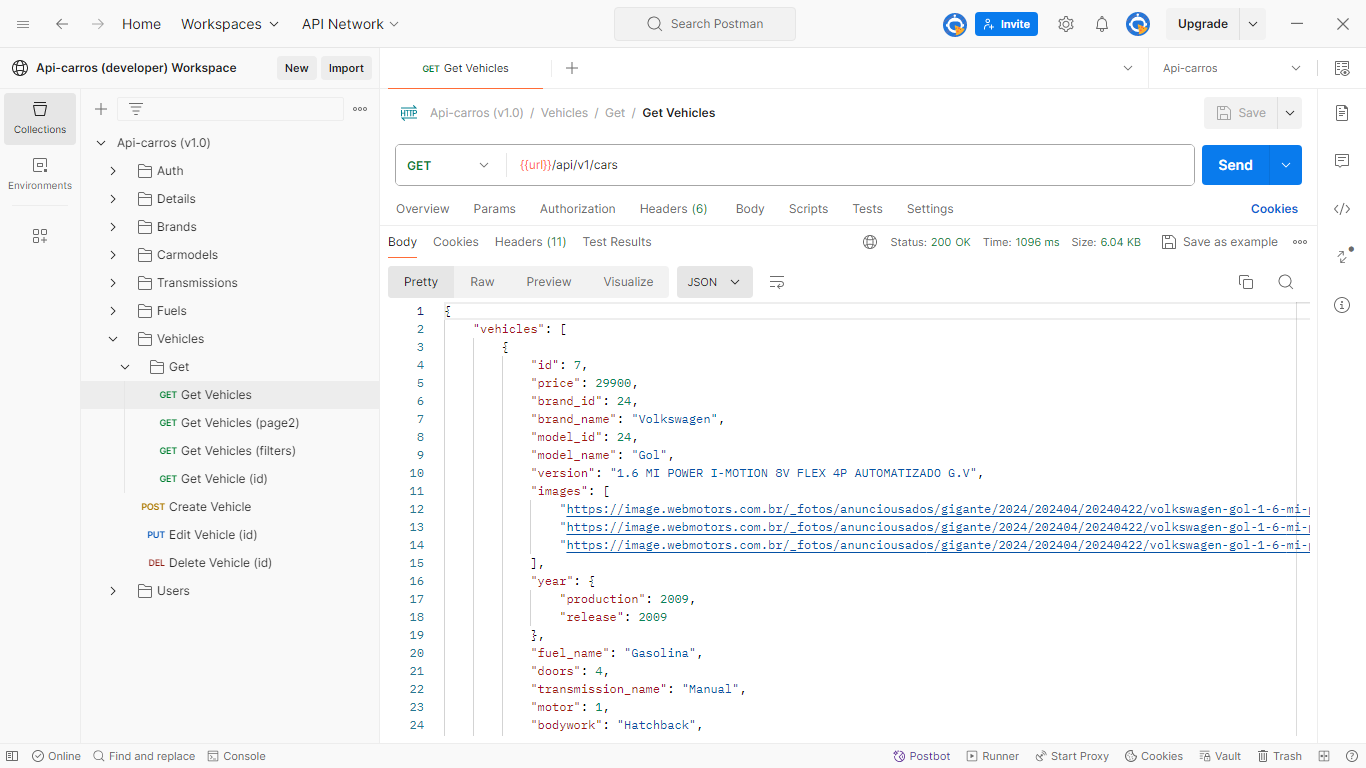 Home Workspaces API Network Search Postman Invite Upgrade
Api-carros (developer) Workspace New Import GET Get Vehicles Api-carros
Collections
Environments
Api-carros (v1.0)
Auth
Details
Brands
Carmodels
Transmissions
Fuels
Vehicles
Get
GET Get Vehicles
GET Get Vehicles (page2)
GET Get Vehicles (filters)
GET Get Vehicle (id)
POST Create Vehicle
PUT Edit Vehicle (id)
DEL Delete Vehicle (id)
Users
HTTP Api-carros (v1.0) / Vehicles / Get / Get Vehicles Save
GET {{url}}/api/v1/cars Send
Overview Params Authorization Headers (6) Body Scripts Tests Settings Cookies
Body Cookies Headers (11) Test Results Status: 200 OK Time: 1096 ms Size: 6.04 KB Save as example
Pretty Raw Preview Visualize JSON
1 {
2 "vehicles": [
3 {
4 "id": 7,
5 "price": 29900,
6 "brand_id": 24,
7 "brand_name": "Volkswagen",
8 "model_id": 24,
9 "model_name": "Gol",
10 "version": "1.6 MI POWER I-MOTION 8V FLEX 4P AUTOMATIZADO G.V",
11 "images": [
12 "https://image.webmotors.com.br/_fotos/anunciousados/gigante/2024/202404/20240422/volkswagen-gol-1-6-mi-p
13 "https://image.webmotors.com.br/_fotos/anunciousados/gigante/2024/202404/20240422/volkswagen-gol-1-6-mi-p
14 "https://image.webmotors.com.br/_fotos/anunciousados/gigante/2024/202404/20240422/volkswagen-gol-1-6-mi-p
15 ],
16 "year": {
17 "production": 2009,
18 "release": 2009
19 },
20 "fuel_name": "Gasolina",
21 "doors": 4,
22 "transmission_name": "Manual",
23 "motor": 1,
24 "bodywork": "Hatchback",
Online Find and replace Console Postbot Runner Start Proxy Cookies Vault Trash